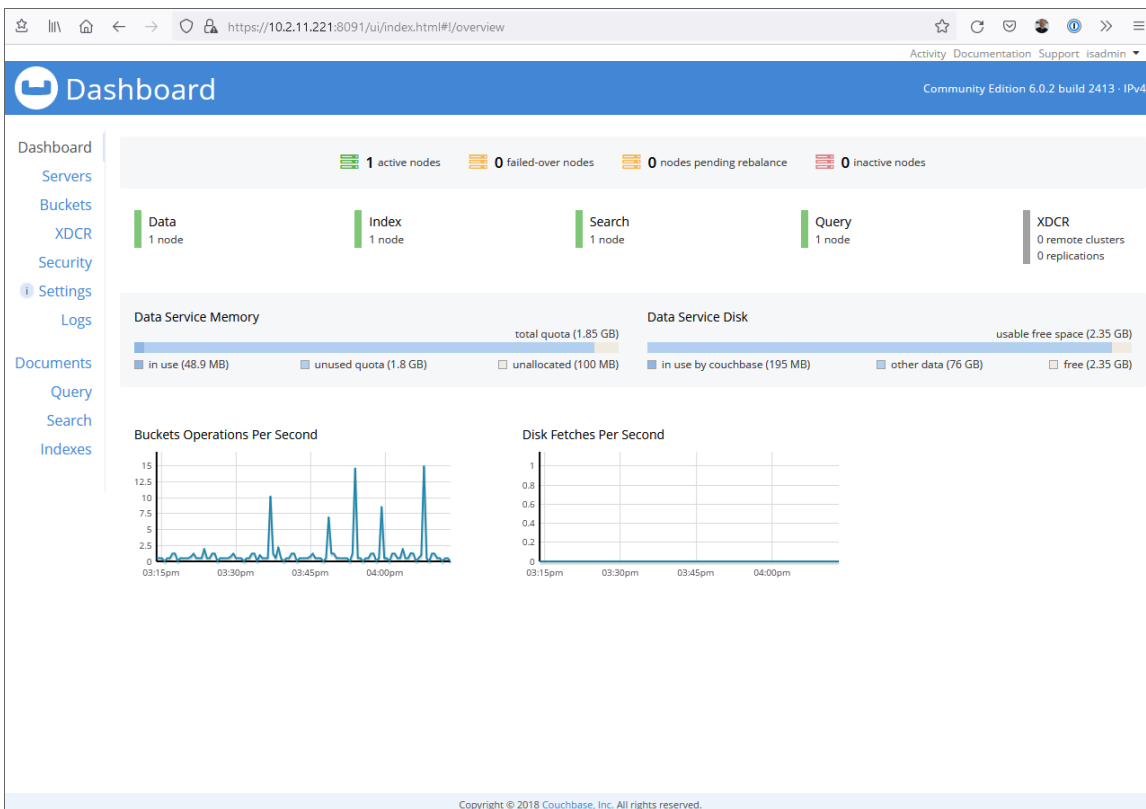 https://10.2.11.221:8091/ui/index.html#!/overview
Activity Documentation Support isadmin
Dashboard
Community Edition 6.0.2 build 2413 · IPv4
Dashboard
Servers
Buckets
XDCR
Security
Settings
Logs
Documents
Query
Search
Indexes
1 active nodes 0 failed-over nodes 0 nodes pending rebalance 0 inactive nodes
Data
1 node
Index
1 node
Search
1 node
Query
1 node
XDCR
0 remote clusters
0 replications
Data Service Memory
total quota (1.85 GB)
in use (48.9 MB) unused quota (1.8 GB) unallocated (100 MB)
Data Service Disk
usable free space (2.35 GB)
in use by couchbase (195 MB) other data (76 GB) free (2.35 GB)
Buckets Operations Per Second
15
12.5
10
7.5
5
2.5
0
03:15pm 03:30pm 03:45pm 04:00pm
Disk Fetches Per Second
1
0.8
0.6
0.4
0.2
0
03:15pm 03:30pm 03:45pm 04:00pm
Copyright © 2018 Couchbase, Inc. All rights reserved.